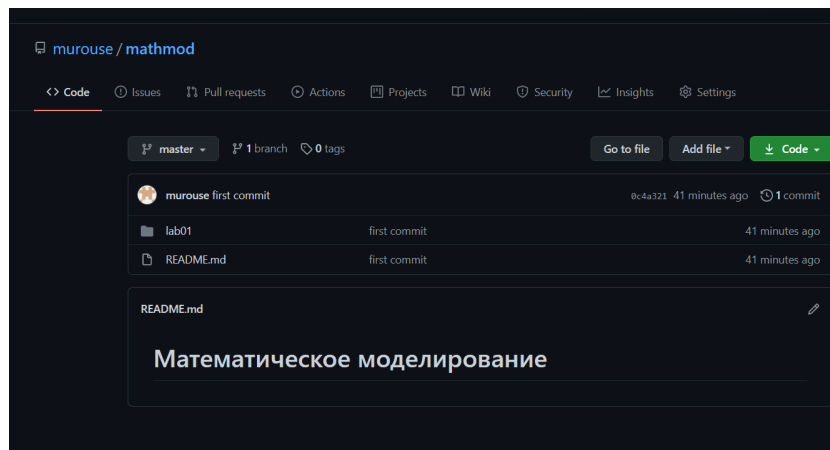 murouse / mathmod
Code Issues Pull requests Actions Projects Wiki Security Insights Settings
master 1 branch 0 tags Go to file Add file Code
murouse first commit 0c4a321 41 minutes ago 1 commit
lab01 first commit 41 minutes ago
README.md first commit 41 minutes ago
README.md
Математическое моделирование